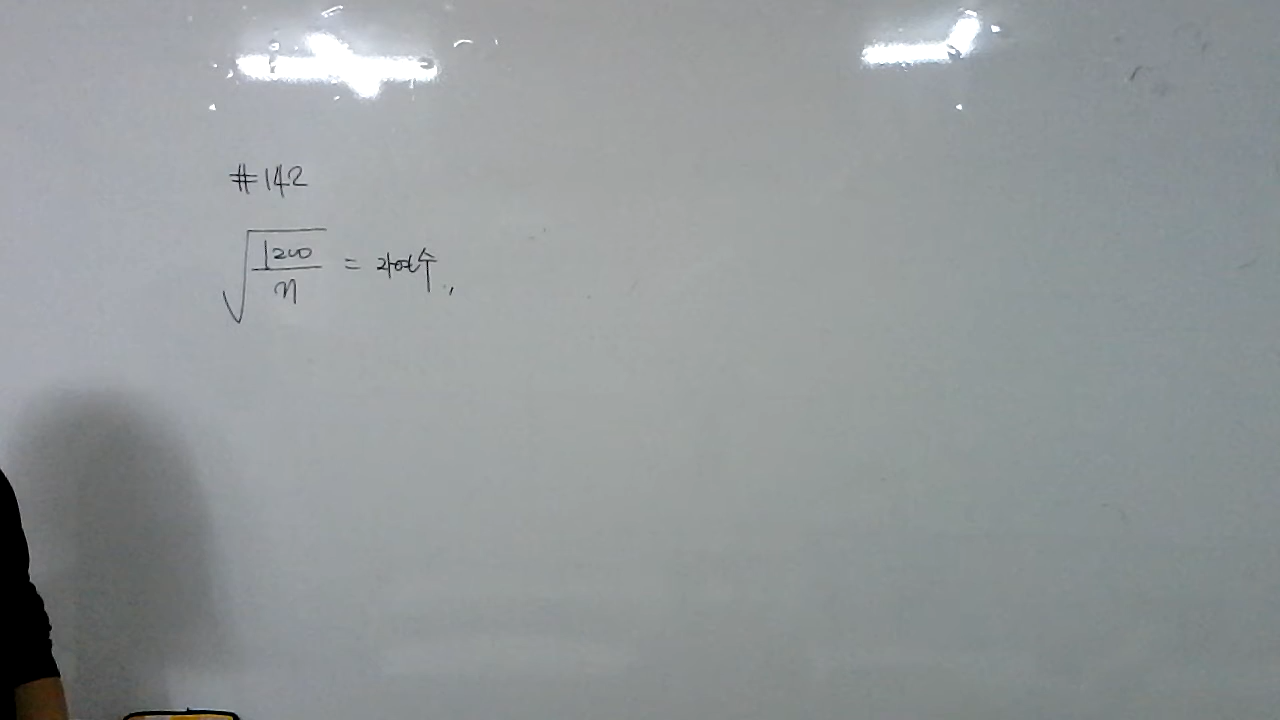 #142
√(1200/n) = 자연수